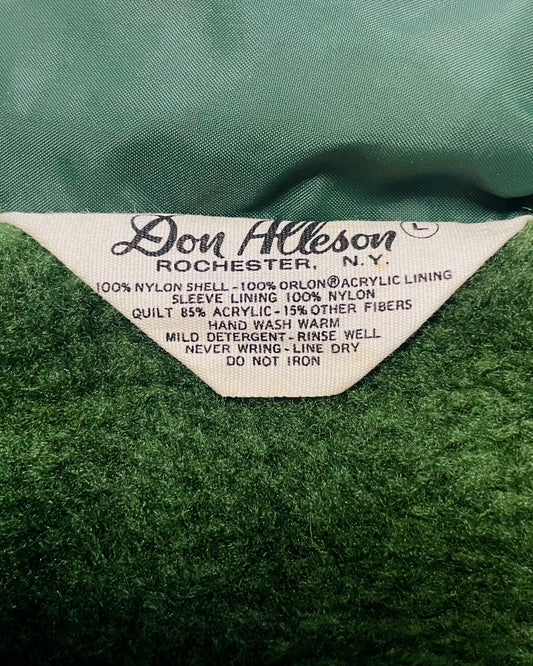 Don Alleson
L
ROCHESTER, N.Y.
100% NYLON SHELL-100% ORLON® ACRYLIC LINING
SLEEVE LINING 100% NYLON
QUILT 85% ACRYLIC-15% OTHER FIBERS
HAND WASH WARM
MILD DETERGENT-RINSE WELL
NEVER WRING-LINE DRY
DO NOT IRON